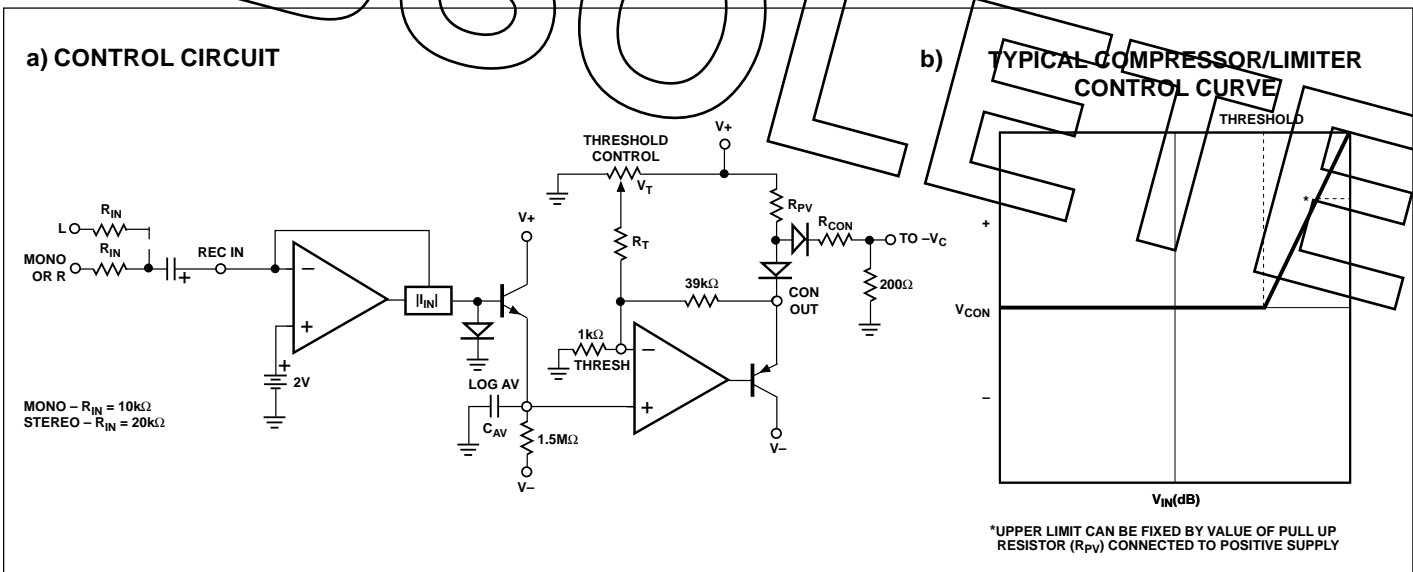 OBSOLETE
a) CONTROL CIRCUIT
L
R_IN
MONO
OR R
R_IN
REC IN
−
+
+
+
2V
|I_IN|
MONO – R_IN = 10kΩ
STEREO – R_IN = 20kΩ
V+
LOG AV
C_AV
1.5MΩ
V–
THRESHOLD
CONTROL
V_T
V+
R_T
39kΩ
1kΩ
THRESH
−
+
R_PV
R_CON
TO –V_C
200Ω
CON
OUT
V–
b) TYPICAL COMPRESSOR/LIMITER
CONTROL CURVE
THRESHOLD
*
+
V_CON
–
V_IN(dB)
*UPPER LIMIT CAN BE FIXED BY VALUE OF PULL UP
RESISTOR (R_PV) CONNECTED TO POSITIVE SUPPLY